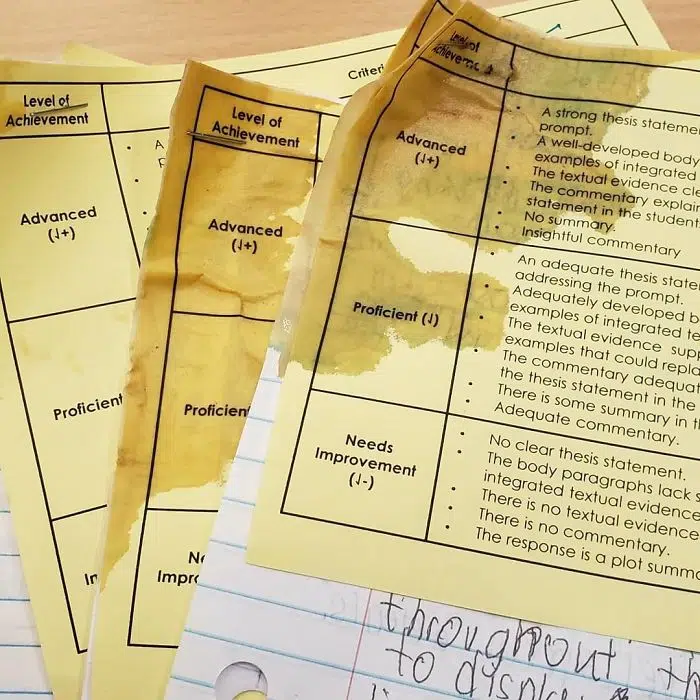 Criter
Level of
Achievement
A
Advanced
(√+)
Proficient
In
Level of
Achievement
Advanced
(√+)
Proficien
Ne
Impro
Level of
Achievement
Advanced
(√+)
• A strong thesis stateme
prompt.
• A well-developed body
examples of integrated
• The textual evidence cle
• The commentary explain
statement in the student
• No summary.
• Insightful commentary
Proficient (√)
• An adequate thesis state
addressing the prompt.
• Adequately developed b
examples of integrated te
• The textual evidence supp
examples that could repla
• The commentary adequat
the thesis statement in the
• There is some summary in th
• Adequate commentary.
Needs
Improvement
(√-)
• No clear thesis statement.
• The body paragraphs lack s
integrated textual evidence
• There is no textual evidence
• There is no commentary.
• The response is a plot summa
throughout th
to display